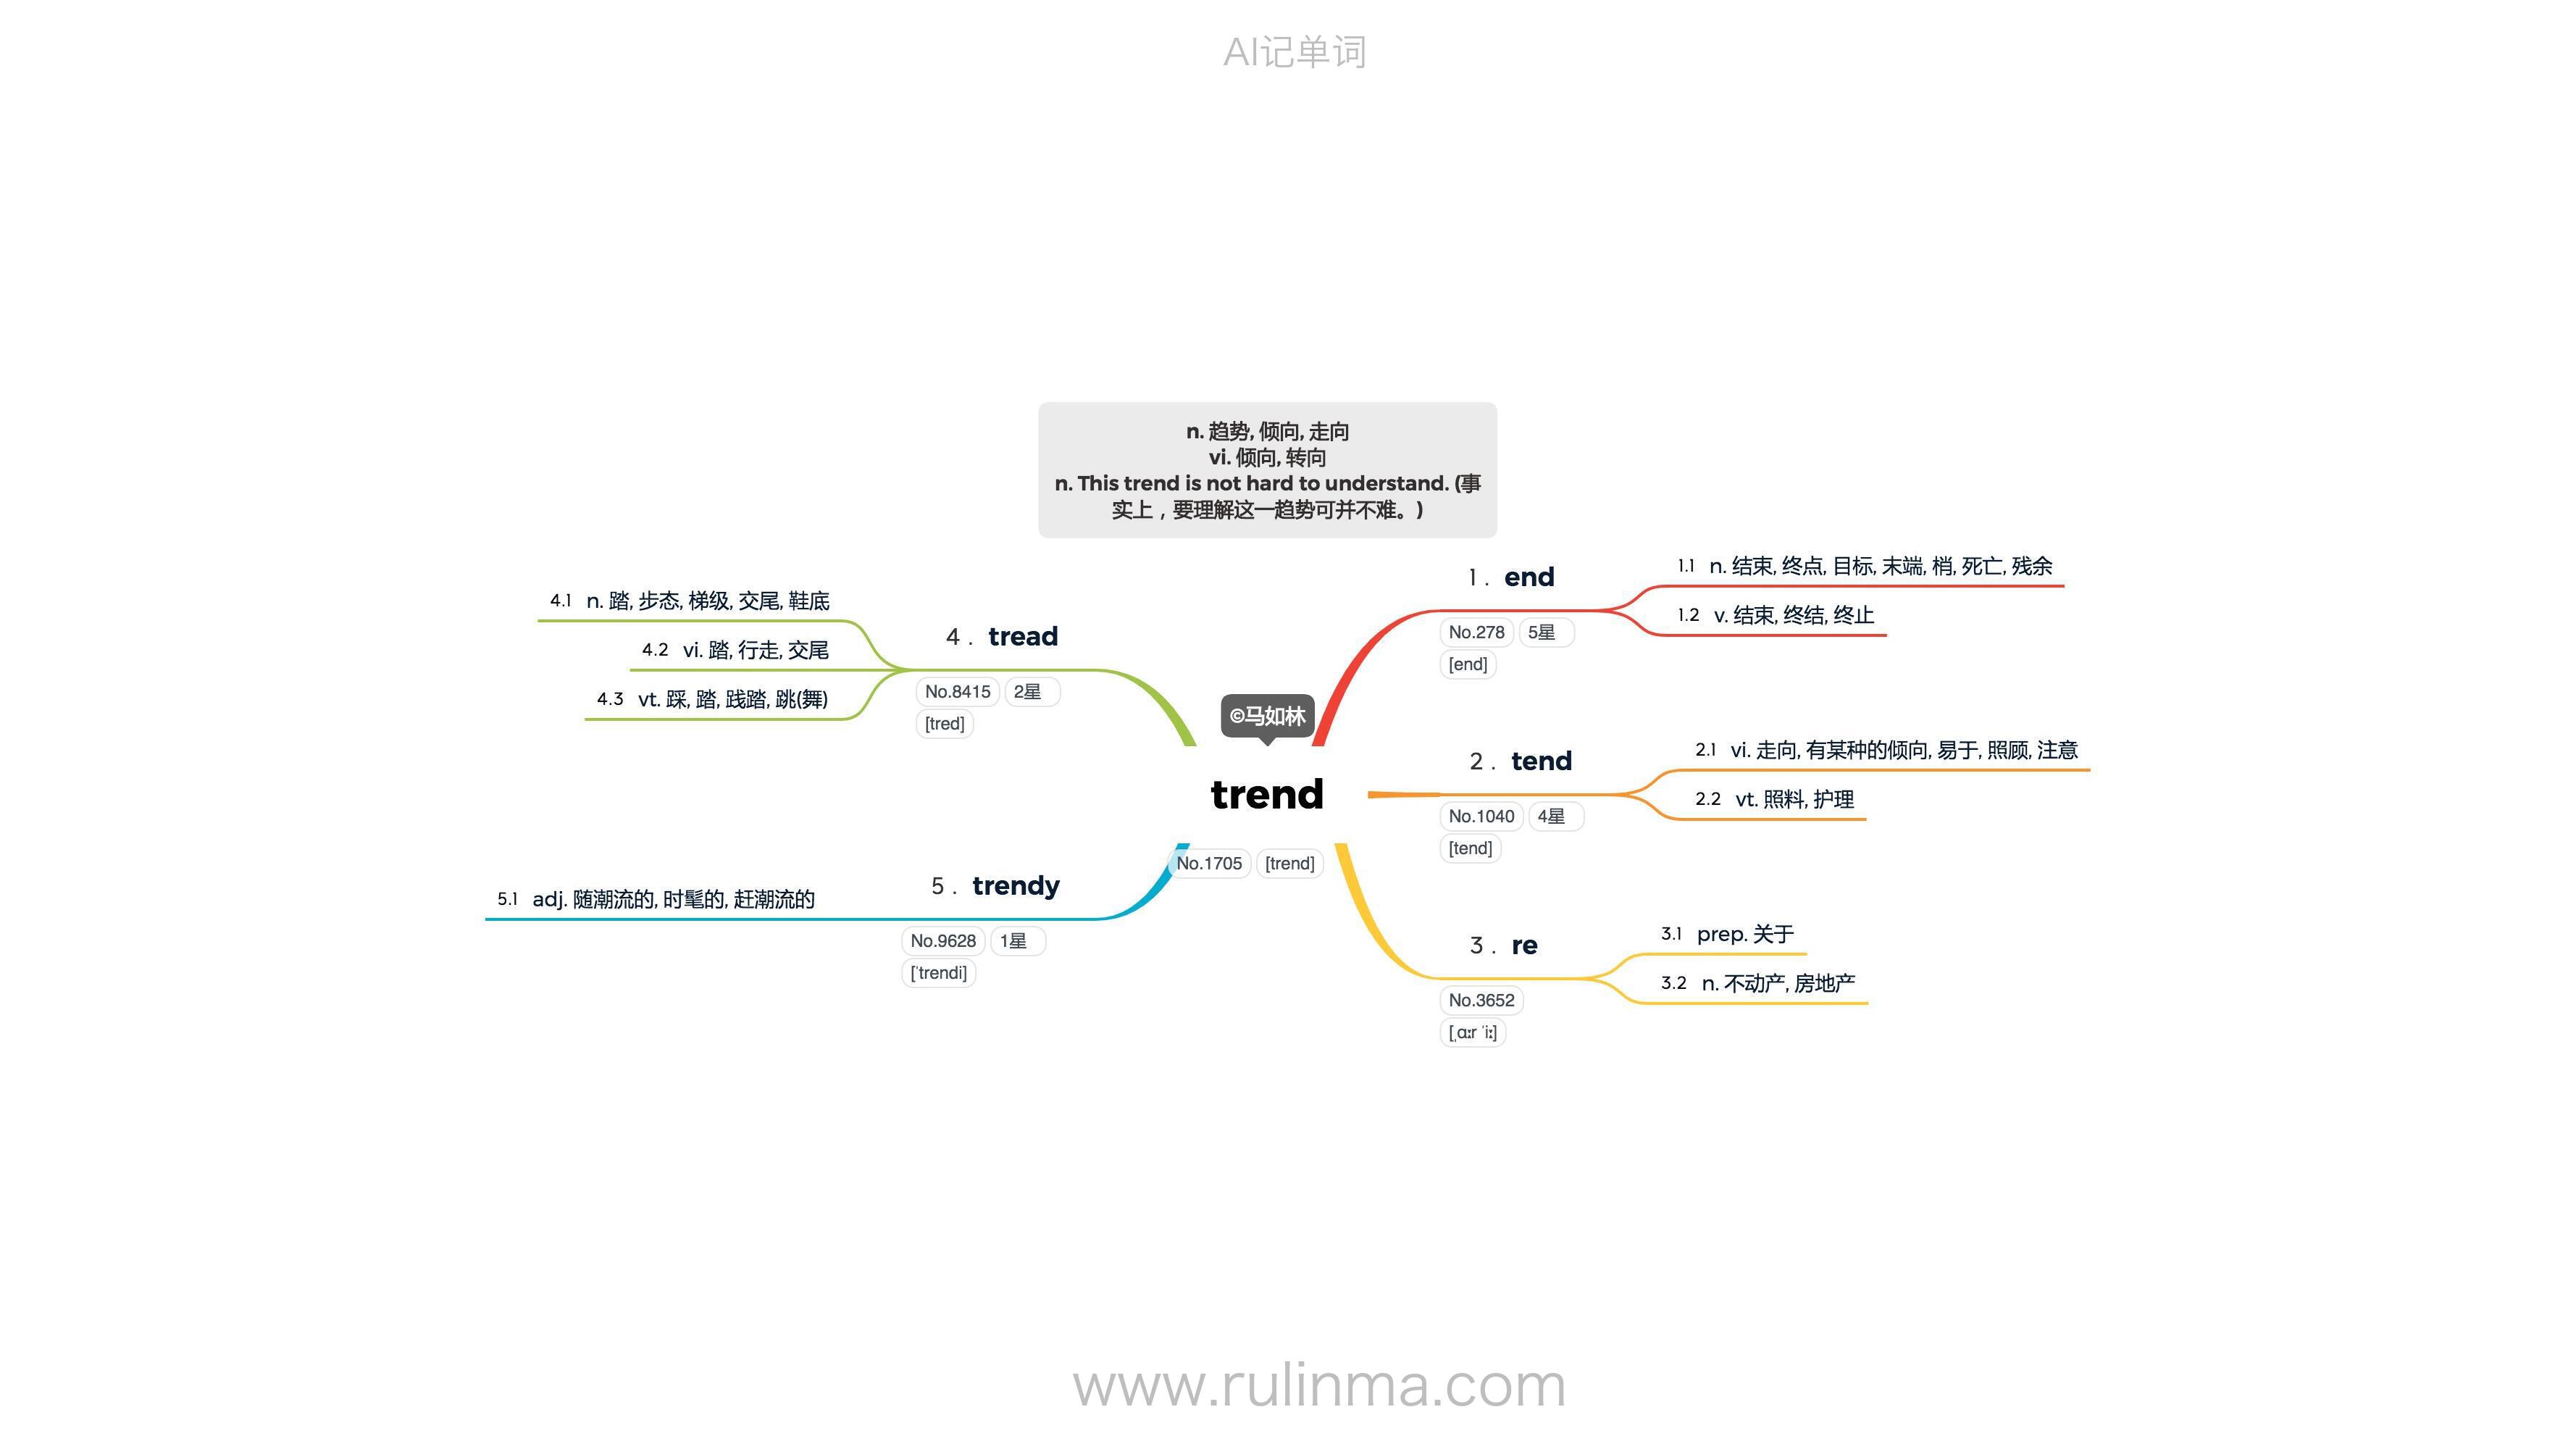 AI记单词
n. 趋势, 倾向, 走向
vi. 倾向, 转向
n. This trend is not hard to understand. (事
实上，要理解这一趋势可并不难。)
©马如林
trend
No.1705 [trend]
1. end
No.278 5星
[end]
1.1 n. 结束, 终点, 目标, 末端, 梢, 死亡, 残余
1.2 v. 结束, 终结, 终止
2. tend
No.1040 4星
[tend]
2.1 vi. 走向, 有某种的倾向, 易于, 照顾, 注意
2.2 vt. 照料, 护理
3. re
No.3652
[ˌɑːr ˈiː]
3.1 prep. 关于
3.2 n. 不动产, 房地产
4. tread
No.8415 2星
[tred]
4.1 n. 踏, 步态, 梯级, 交尾, 鞋底
4.2 vi. 踏, 行走, 交尾
4.3 vt. 踩, 踏, 践踏, 跳(舞)
5. trendy
No.9628 1星
[ˈtrendi]
5.1 adj. 随潮流的, 时髦的, 赶潮流的
www.rulinma.com